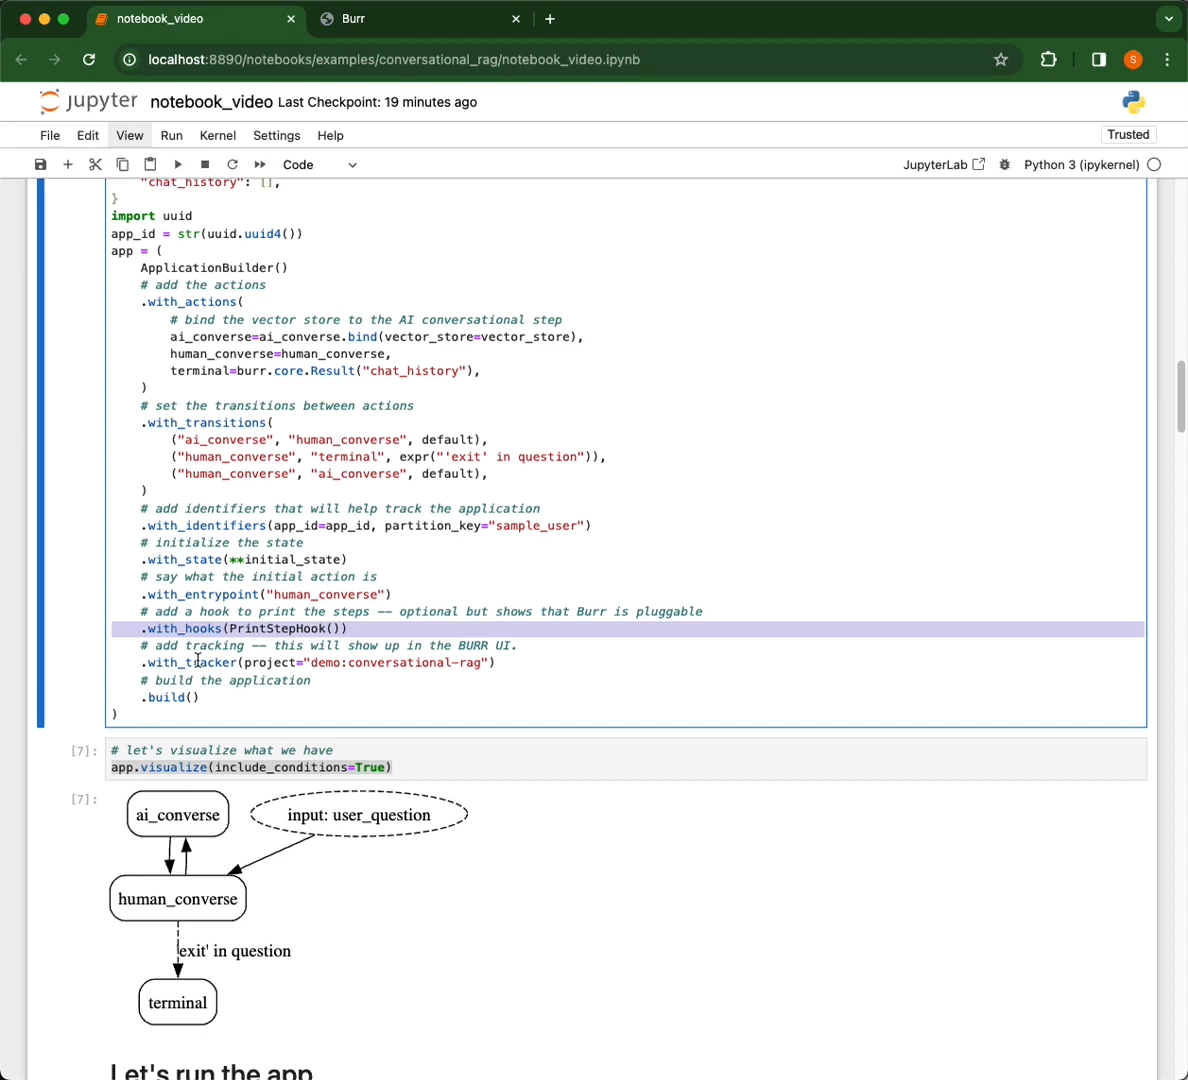 notebook_video
Burr
localhost:8890/notebooks/examples/conversational_rag/notebook_video.ipynb
S
jupyter notebook_video Last Checkpoint: 19 minutes ago
File Edit View Run Kernel Settings Help
Trusted
Code
JupyterLab
Python 3 (ipykernel)
"chat_history": [],
}
import uuid
app_id = str(uuid.uuid4())
app = (
ApplicationBuilder()
# add the actions
.with_actions(
# bind the vector store to the AI conversational step
ai_converse=ai_converse.bind(vector_store=vector_store),
human_converse=human_converse,
terminal=burr.core.Result("chat_history"),
)
# set the transitions between actions
.with_transitions(
("ai_converse", "human_converse", default),
("human_converse", "terminal", expr("'exit' in question")),
("human_converse", "ai_converse", default),
)
# add identifiers that will help track the application
.with_identifiers(app_id=app_id, partition_key="sample_user")
# initialize the state
.with_state(**initial_state)
# say what the initial action is
.with_entrypoint("human_converse")
# add a hook to print the steps -- optional but shows that Burr is pluggable
.with_hooks(PrintStepHook())
# add tracking -- this will show up in the BURR UI.
.with_tracker(project="demo:conversational-rag")
# build the application
.build()
)
[7]:
# let's visualize what we have
app.visualize(include_conditions=True)
[7]:
ai_converse
input: user_question
human_converse
'exit' in question
terminal
Let's run the app